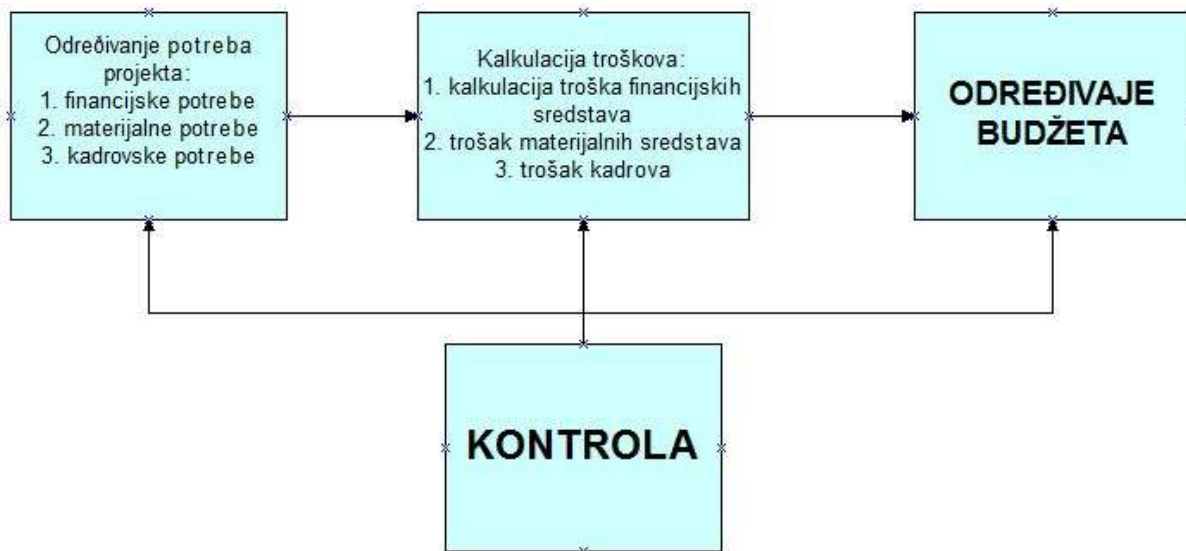 Određivanje potreba
projekta:
1. financijske potrebe
2. materijalne potrebe
3. kadrovske potrebe
Kalkulacija troškova:
1. kalkulacija troška financijskih
sredstava
2. trošak materijalnih sredstava
3. trošak kadrova
ODREĐIVAJE
BUDŽETA
KONTROLA